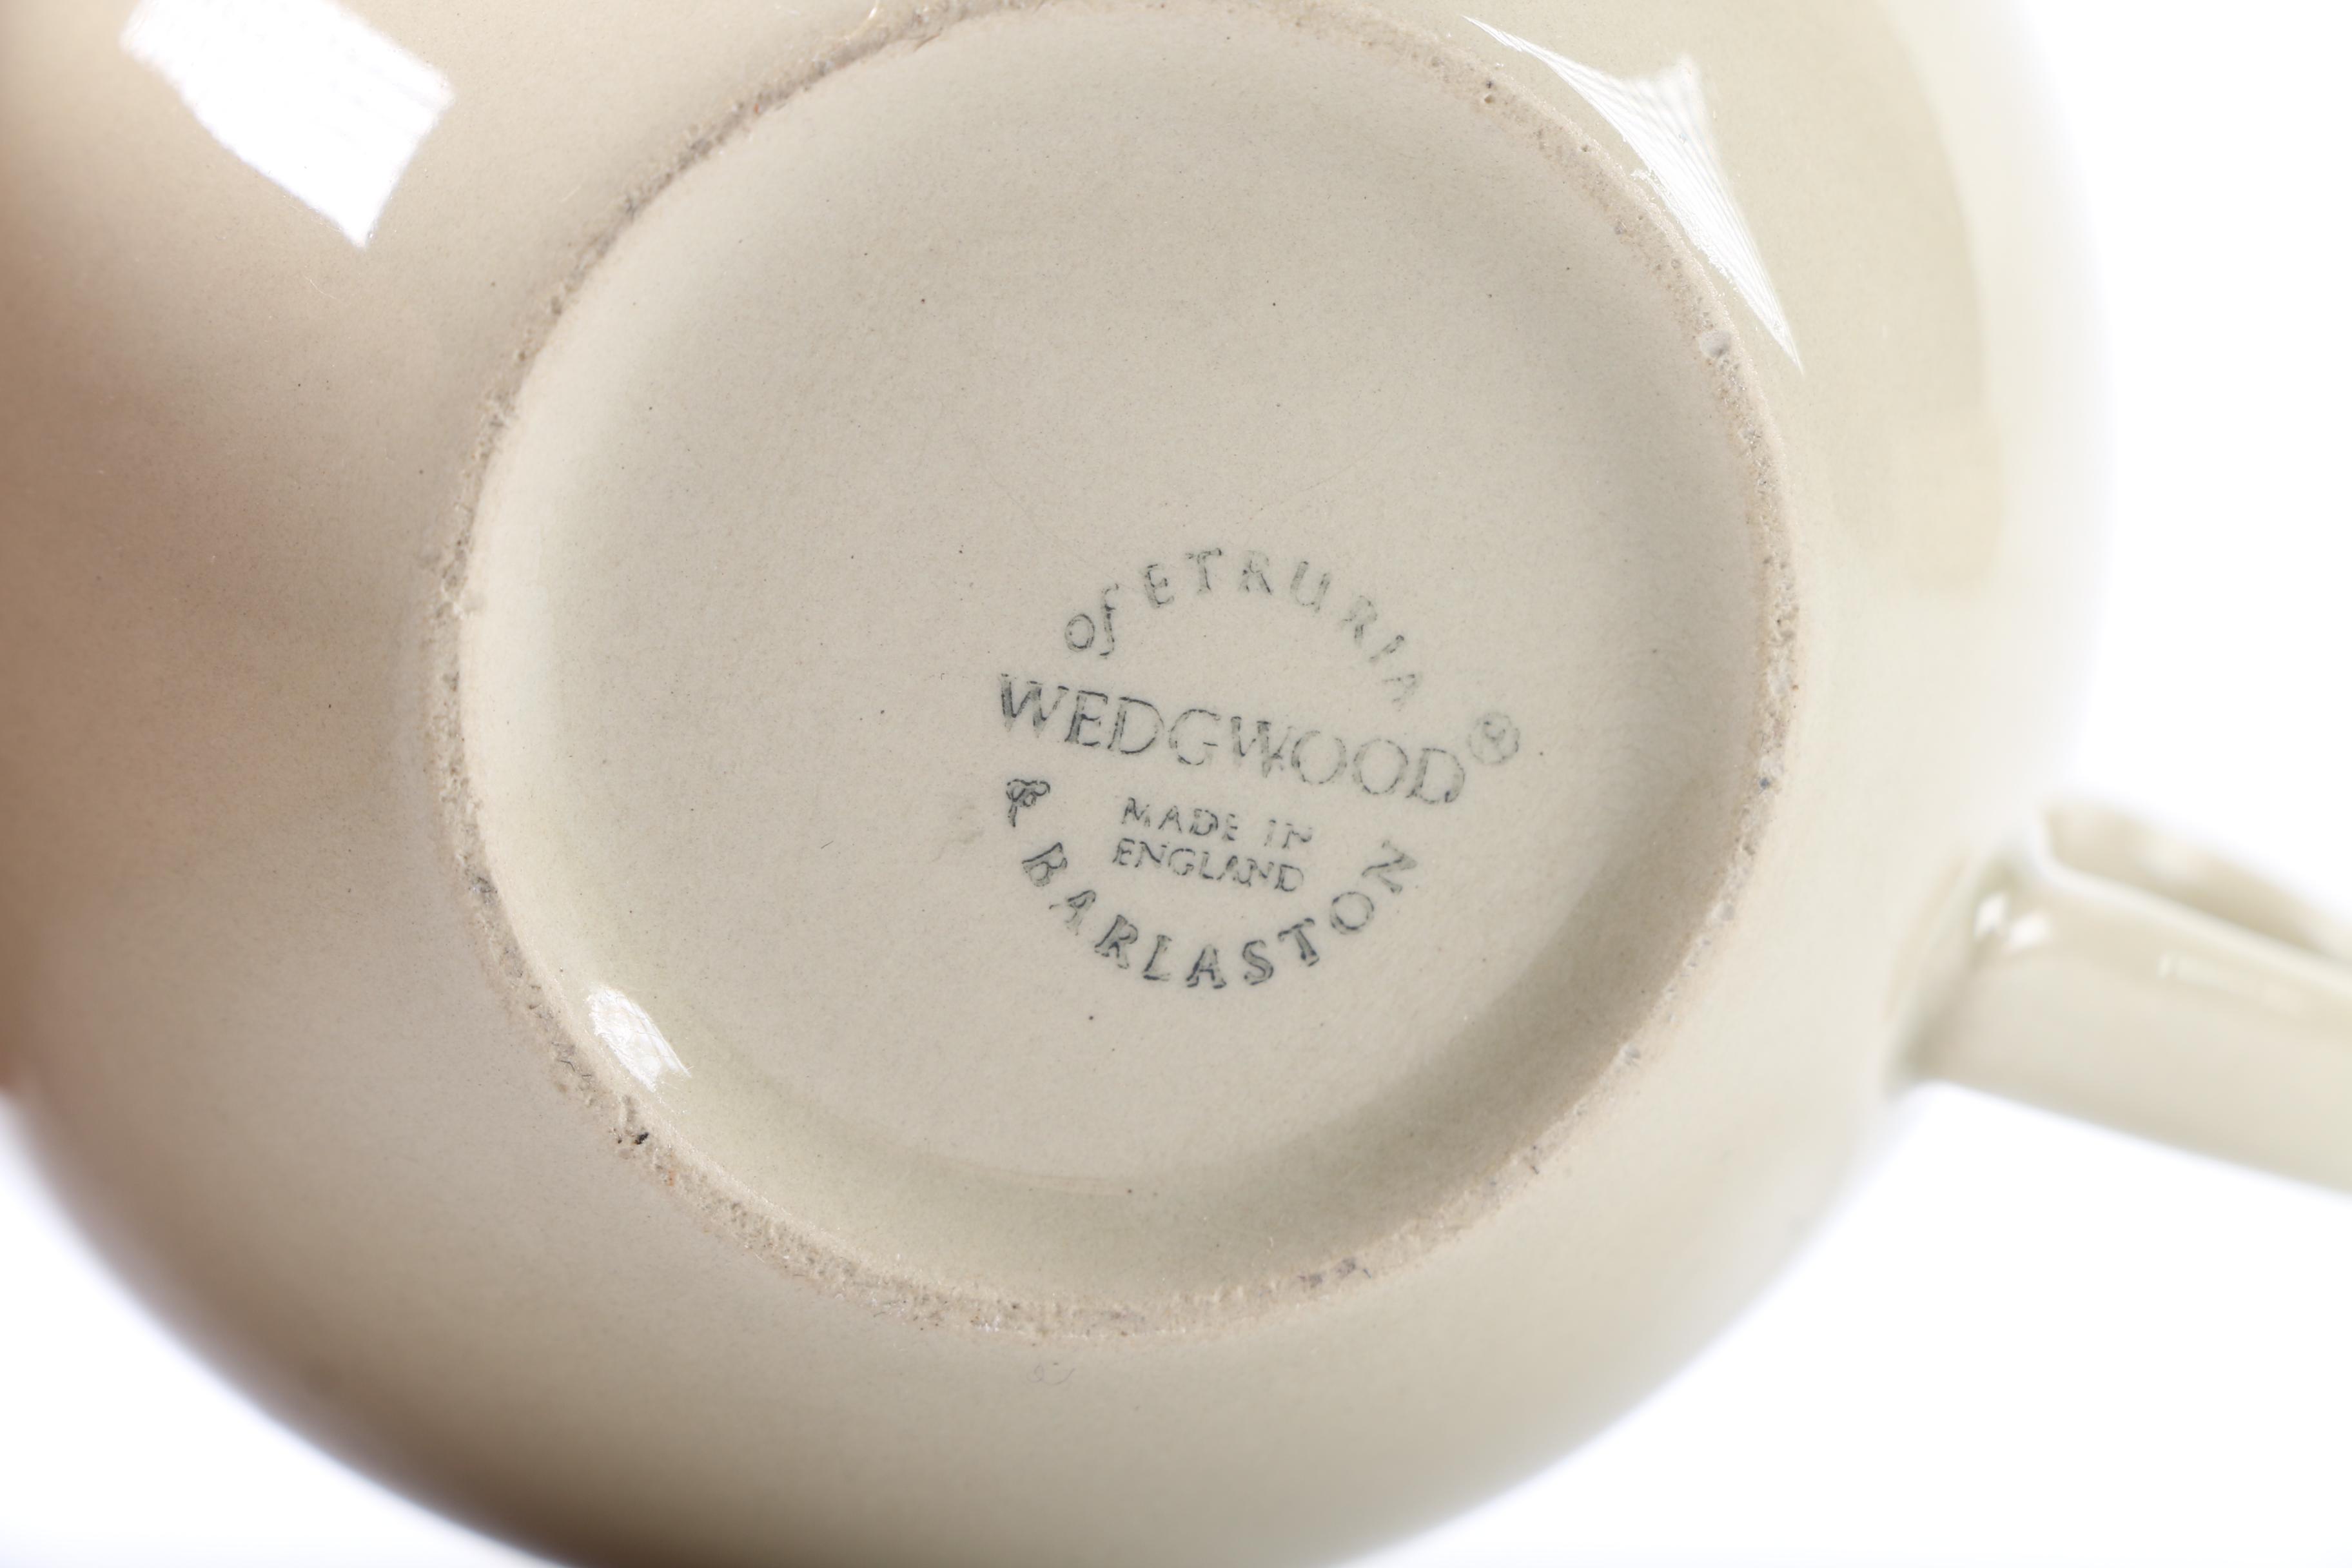 of ETRURIA
WEDGWOOD®
MADE IN
ENGLAND
& BARLASTON